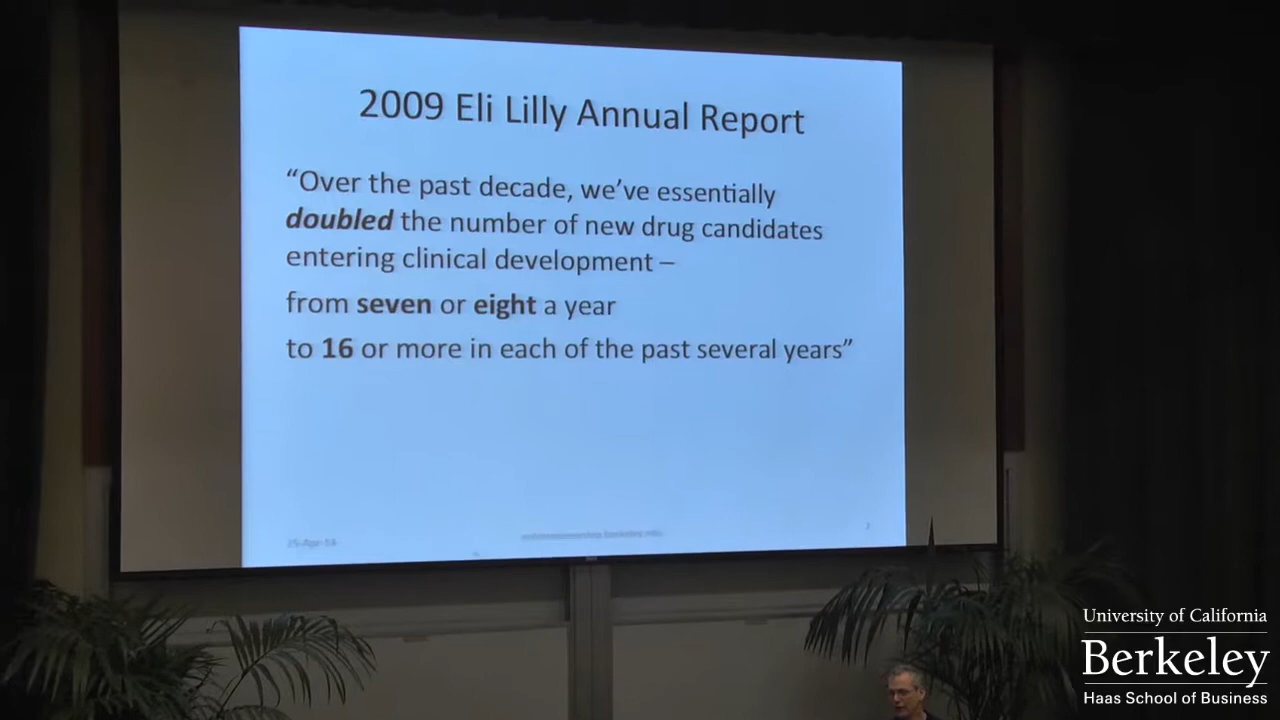 2009 Eli Lilly Annual Report
“Over the past decade, we’ve essentially
doubled the number of new drug candidates
entering clinical development –
from seven or eight a year
to 16 or more in each of the past several years”
7
University of California
Berkeley
Haas School of Business